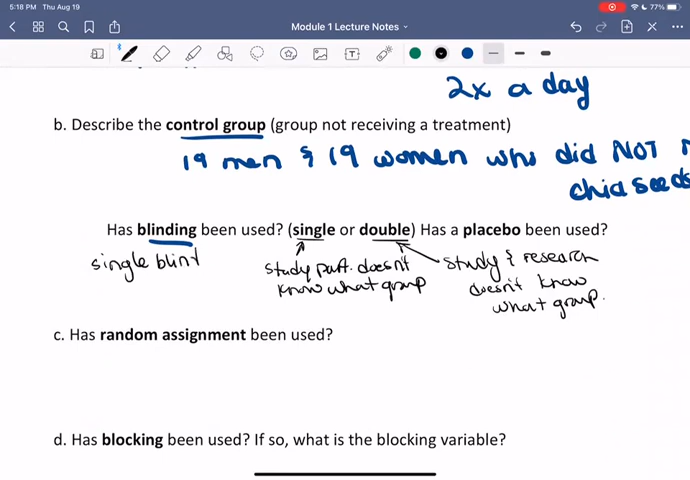 5:18 PM Thu Aug 19
77%
Module 1 Lecture Notes
2x a day
b. Describe the control group (group not receiving a treatment)
19 men & 19 women who did NOT
chia seeds
Has blinding been used? (single or double) Has a placebo been used?
single blint
study part. doesn't
know what group
study & research
doesn't know
what group.
c. Has random assignment been used?
d. Has blocking been used? If so, what is the blocking variable?